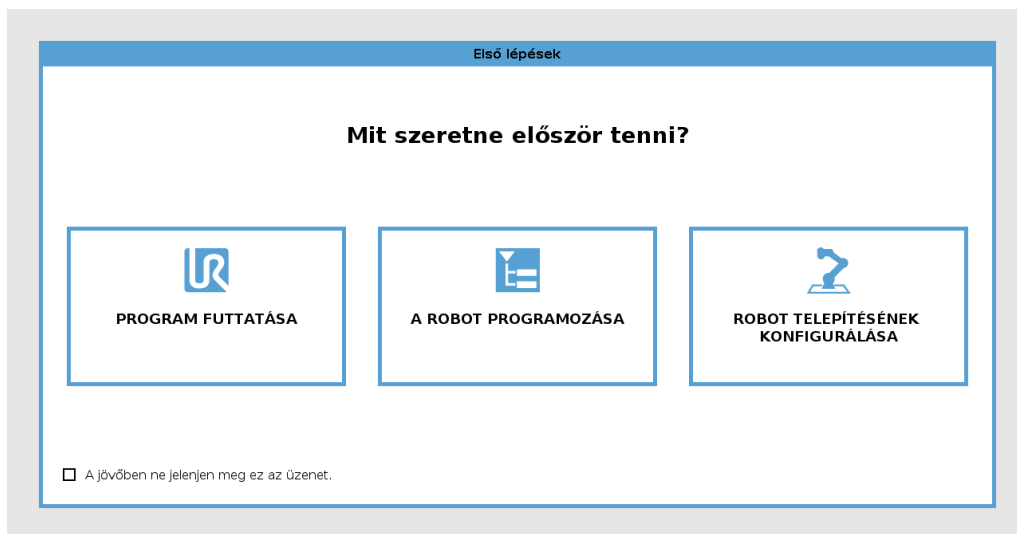 Első lépések
Mit szeretne először tenni?
PROGRAM FUTTATÁSA
A ROBOT PROGRAMOZÁSA
ROBOT TELEPÍTÉSÉNEK
KONFIGURÁLÁSA
A jövőben ne jelenjen meg ez az üzenet.